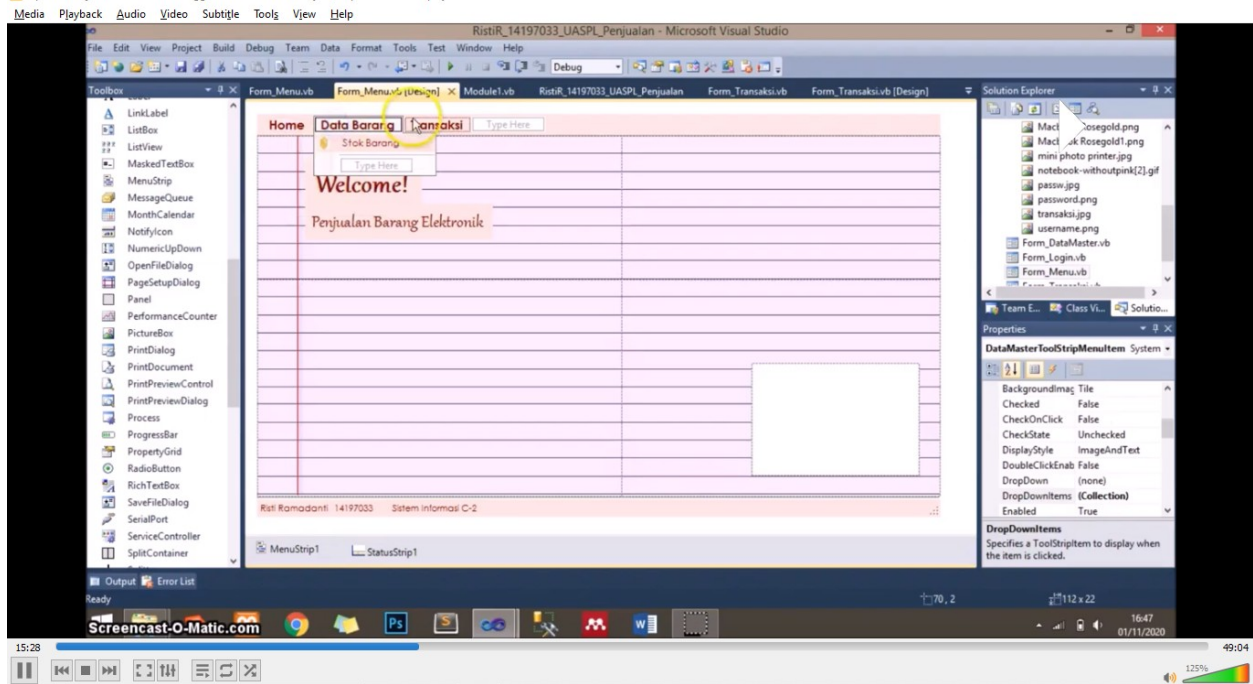 Media Playback Audio Video Subtitle Tools View Help
RistiR_14197033_UASPL_Penjualan - Microsoft Visual Studio
File Edit View Project Build Debug Team Data Format Tools Test Window Help
Debug
Toolbox
Form_Menu.vb Form_Menu.vb [Design] Module1.vb RistiR_14197033_UASPL_Penjualan Form_Transaksi.vb Form_Transaksi.vb [Design]
Solution Explorer
LinkLabel
ListBox
ListView
MaskedTextBox
MenuStrip
MessageQueue
MonthCalendar
NotifyIcon
NumericUpDown
OpenFileDialog
PageSetupDialog
Panel
PerformanceCounter
PictureBox
PrintDialog
PrintDocument
PrintPreviewControl
PrintPreviewDialog
Process
ProgressBar
PropertyGrid
RadioButton
RichTextBox
SaveFileDialog
SerialPort
ServiceController
SplitContainer
Home Data Barang Transaksi Type Here
Stok Barang
Type Here
Welcome!
Penjualan Barang Elektronik
Risti Ramadanti 14197033 Sistem Informasi C-2
MenuStrip1 StatusStrip1
Rosegold1.png
mini photo printer.jpg
notebook-withoutpink[2].gif
passw.jpg
password.png
transaksi.jpg
username.png
Form_DataMaster.vb
Form_Login.vb
Form_Menu.vb
Team E... Class Vi... Solutio...
Properties
DataMasterToolStripMenuItem System
BackgroundImag Tile
Checked False
CheckOnClick False
CheckState Unchecked
DisplayStyle ImageAndText
DoubleClickEnab False
DropDown (none)
DropDownItems (Collection)
Enabled True
DropDownItems
Specifies a ToolStripItem to display when
the item is clicked.
Output Error List
Ready 70, 2 112 x 22
Screencast-O-Matic.com
Ps S W
16:47
01/11/2020
15:28 49:04
125%